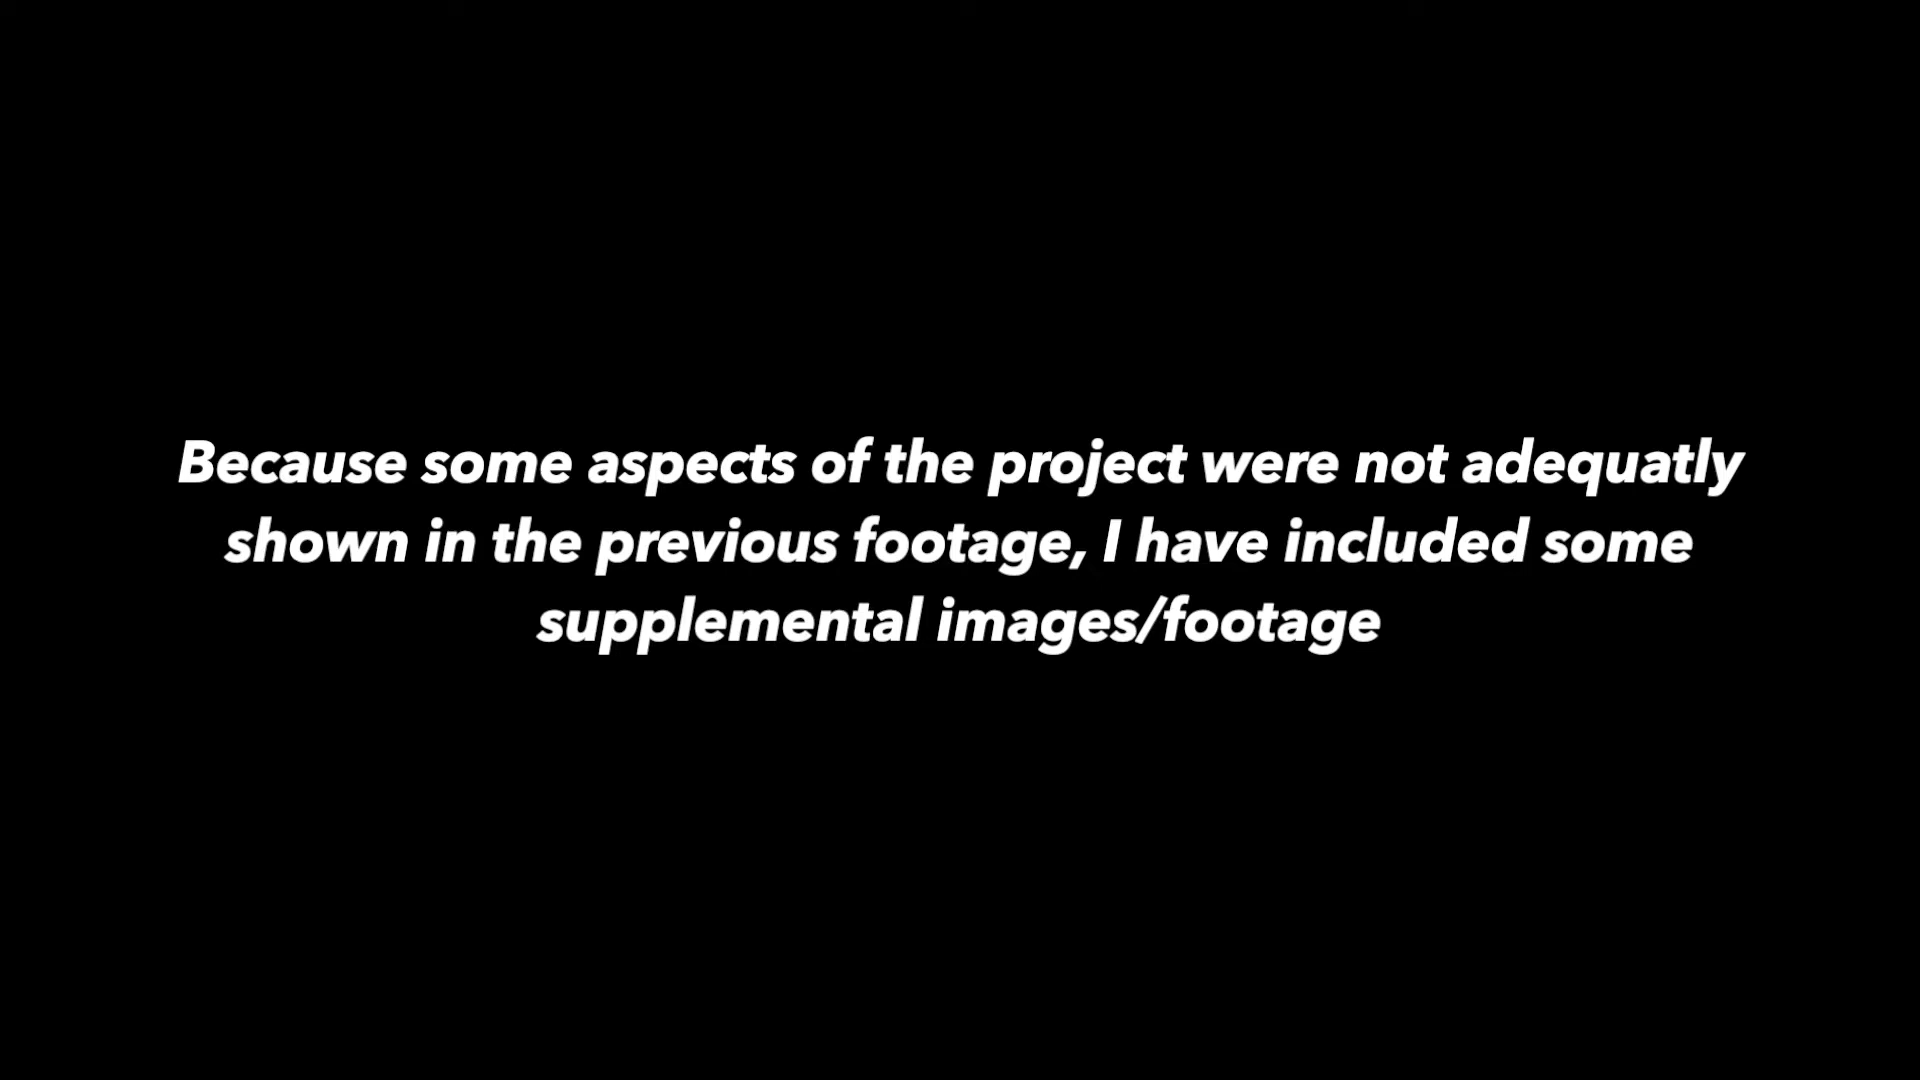 Because some aspects of the project were not adequatly
shown in the previous footage, I have included some
supplemental images/footage